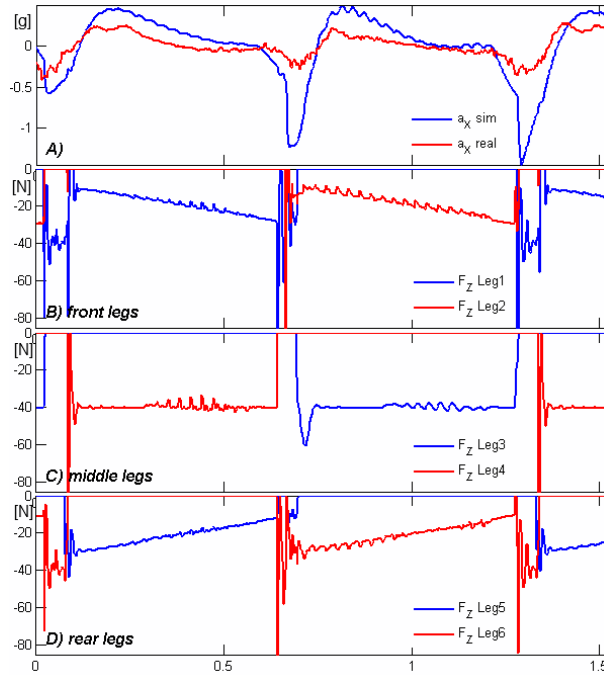 [g]
0
-1
a_X sim
a_X real
A)
0
[N]
-20
-40
-60
-80
F_Z Leg1
F_Z Leg2
B) front legs
0
[N]
-20
-40
-60
-80
F_Z Leg3
F_Z Leg4
C) middle legs
0
[N]
-20
-40
-60
-80
F_Z Leg5
F_Z Leg6
D) rear legs
0 0.5 1 1.5